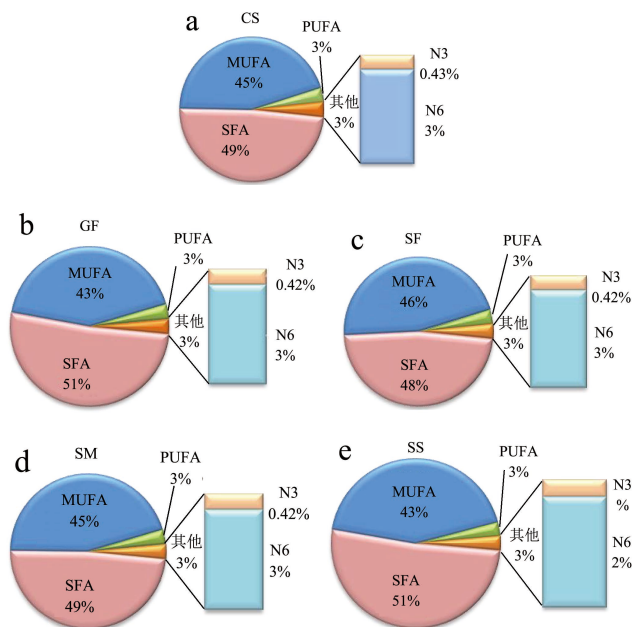 a
CS
PUFA
3%
MUFA
45%
SFA
49%
其他
3%
N3
0.43%
N6
3%
b
GF
PUFA
3%
MUFA
43%
SFA
51%
其他
3%
N3
0.42%
N6
3%
c
SF
PUFA
3%
MUFA
46%
SFA
48%
其他
3%
N3
0.42%
N6
3%
d
SM
PUFA
3%
MUFA
45%
SFA
49%
其他
3%
N3
0.42%
N6
3%
e
SS
PUFA
3%
MUFA
43%
SFA
51%
其他
3%
N3
%
N6
2%